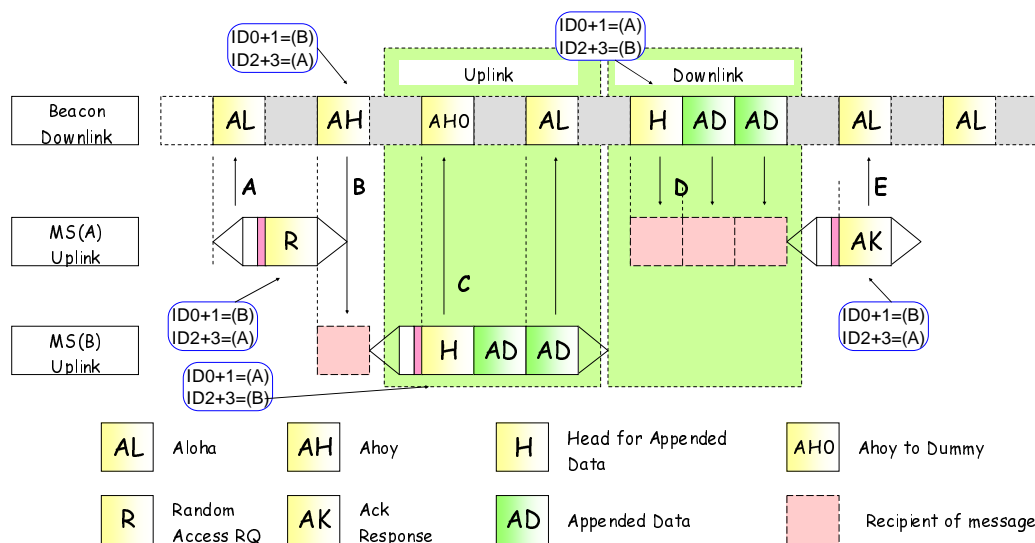 ID0+1=(B)
ID2+3=(A)
ID0+1=(A)
ID2+3=(B)
Uplink
Downlink
Beacon
Downlink
AL
AH
AH0
AL
H
AD
AD
AL
AL
A
B
D
E
MS(A)
Uplink
R
AK
C
ID0+1=(B)
ID2+3=(A)
ID0+1=(B)
ID2+3=(A)
MS(B)
Uplink
H
AD
AD
ID0+1=(A)
ID2+3=(B)
AL
Aloha
AH
Ahoy
H
Head for Appended
Data
AH0
Ahoy to Dummy
R
Random
Access RQ
AK
Ack
Response
AD
Appended Data
Recipient of message